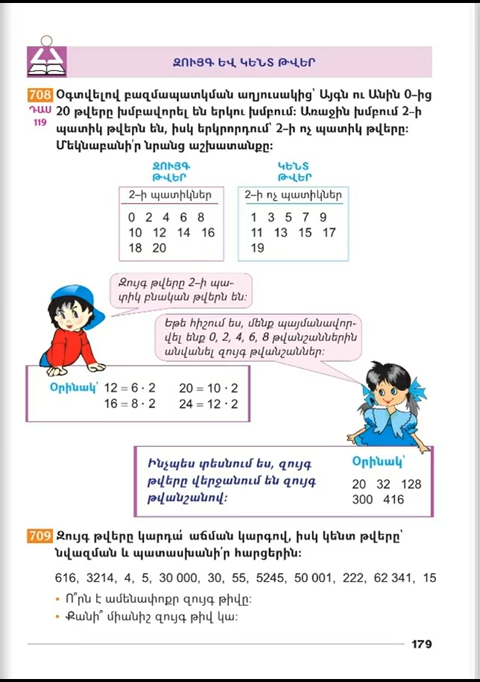 ԶՈՒՅԳ ԵՎ ԿԵՆՏ ԹՎԵՐ
708 Օգտվելով բազմապատկման աղյուսակից՝ Այգն ու Անին 0-ից
ԴԱՍ 119
20 թվերը խմբավորել են երկու խմբում: Առաջին խմբում 2-ի
պատիկ թվերն են, իսկ երկրորդում՝ 2-ի ոչ պատիկ թվերը:
Մեկնաբանի՛ր նրանց աշխատանքը:
ԶՈՒՅԳ
ԹՎԵՐ
2-ի պատիկներ
0 2 4 6 8
10 12 14 16
18 20
ԿԵՆՏ
ԹՎԵՐ
2-ի ոչ պատիկներ
1 3 5 7 9
11 13 15 17
19
Զույգ թվերը 2-ի պա-
տիկ բնական թվերն են:
Եթե հիշում ես, մենք պայմանավոր-
վել ենք 0, 2, 4, 6, 8 թվանշաններին
անվանել զույգ թվանշաններ:
Օրինակ՝ 12 = 6 · 2 20 = 10 · 2
16 = 8 · 2 24 = 12 · 2
Ինչպես տեսնում ես, զույգ
թվերը վերջանում են զույգ
թվանշանով:
Օրինակ՝
20 32 128
300 416
709 Զույգ թվերը կարդա՛ աճման կարգով, իսկ կենտ թվերը՝
նվազման և պատասխանի՛ր հարցերին:
616, 3214, 4, 5, 30 000, 30, 55, 5245, 50 001, 222, 62 341, 15
• Ո՞րն է ամենափոքր զույգ թիվը:
• Քանի՞ միանիշ զույգ թիվ կա:
179